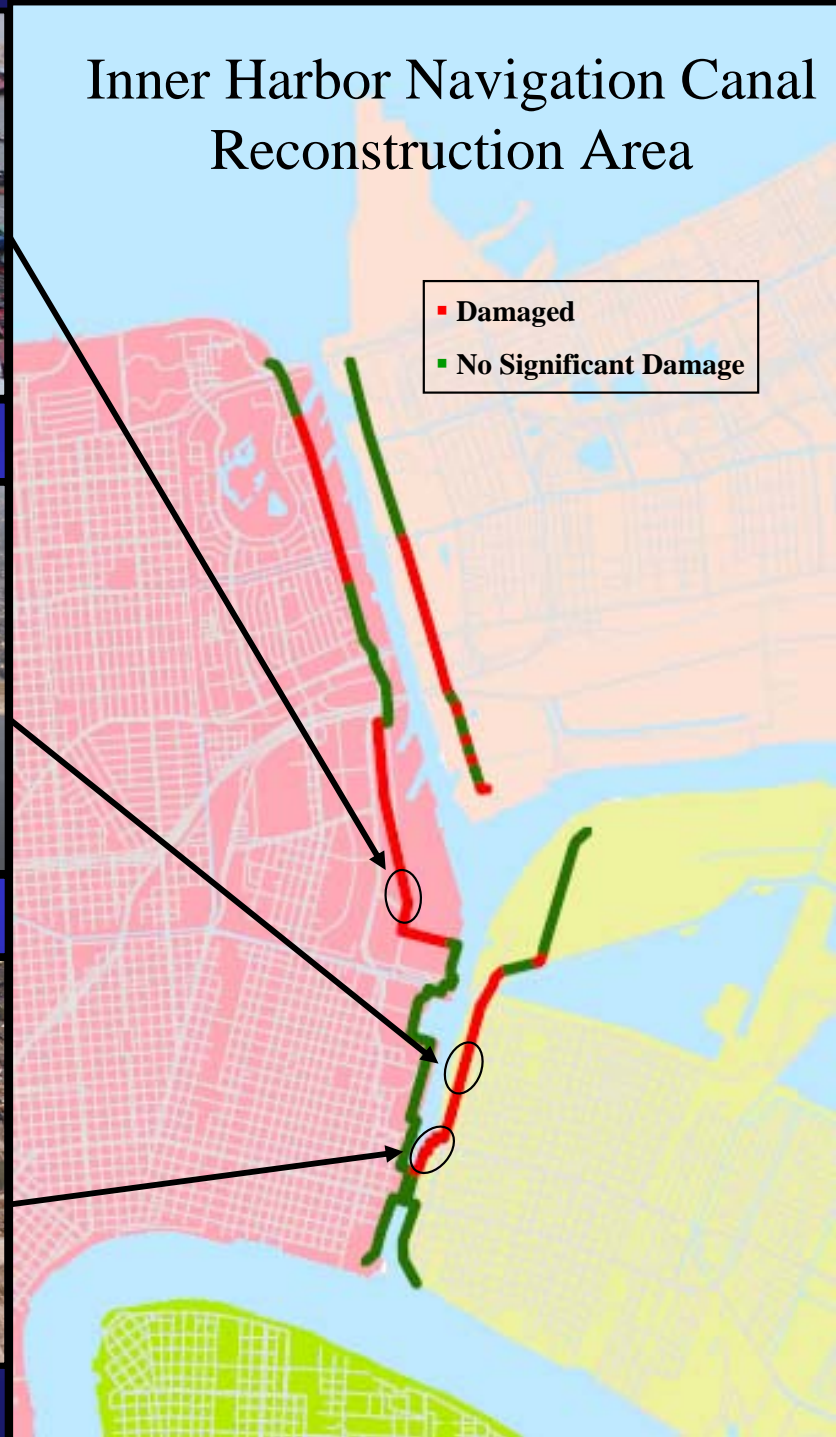 Inner Harbor Navigation Canal
Reconstruction Area
Damaged
No Significant Damage